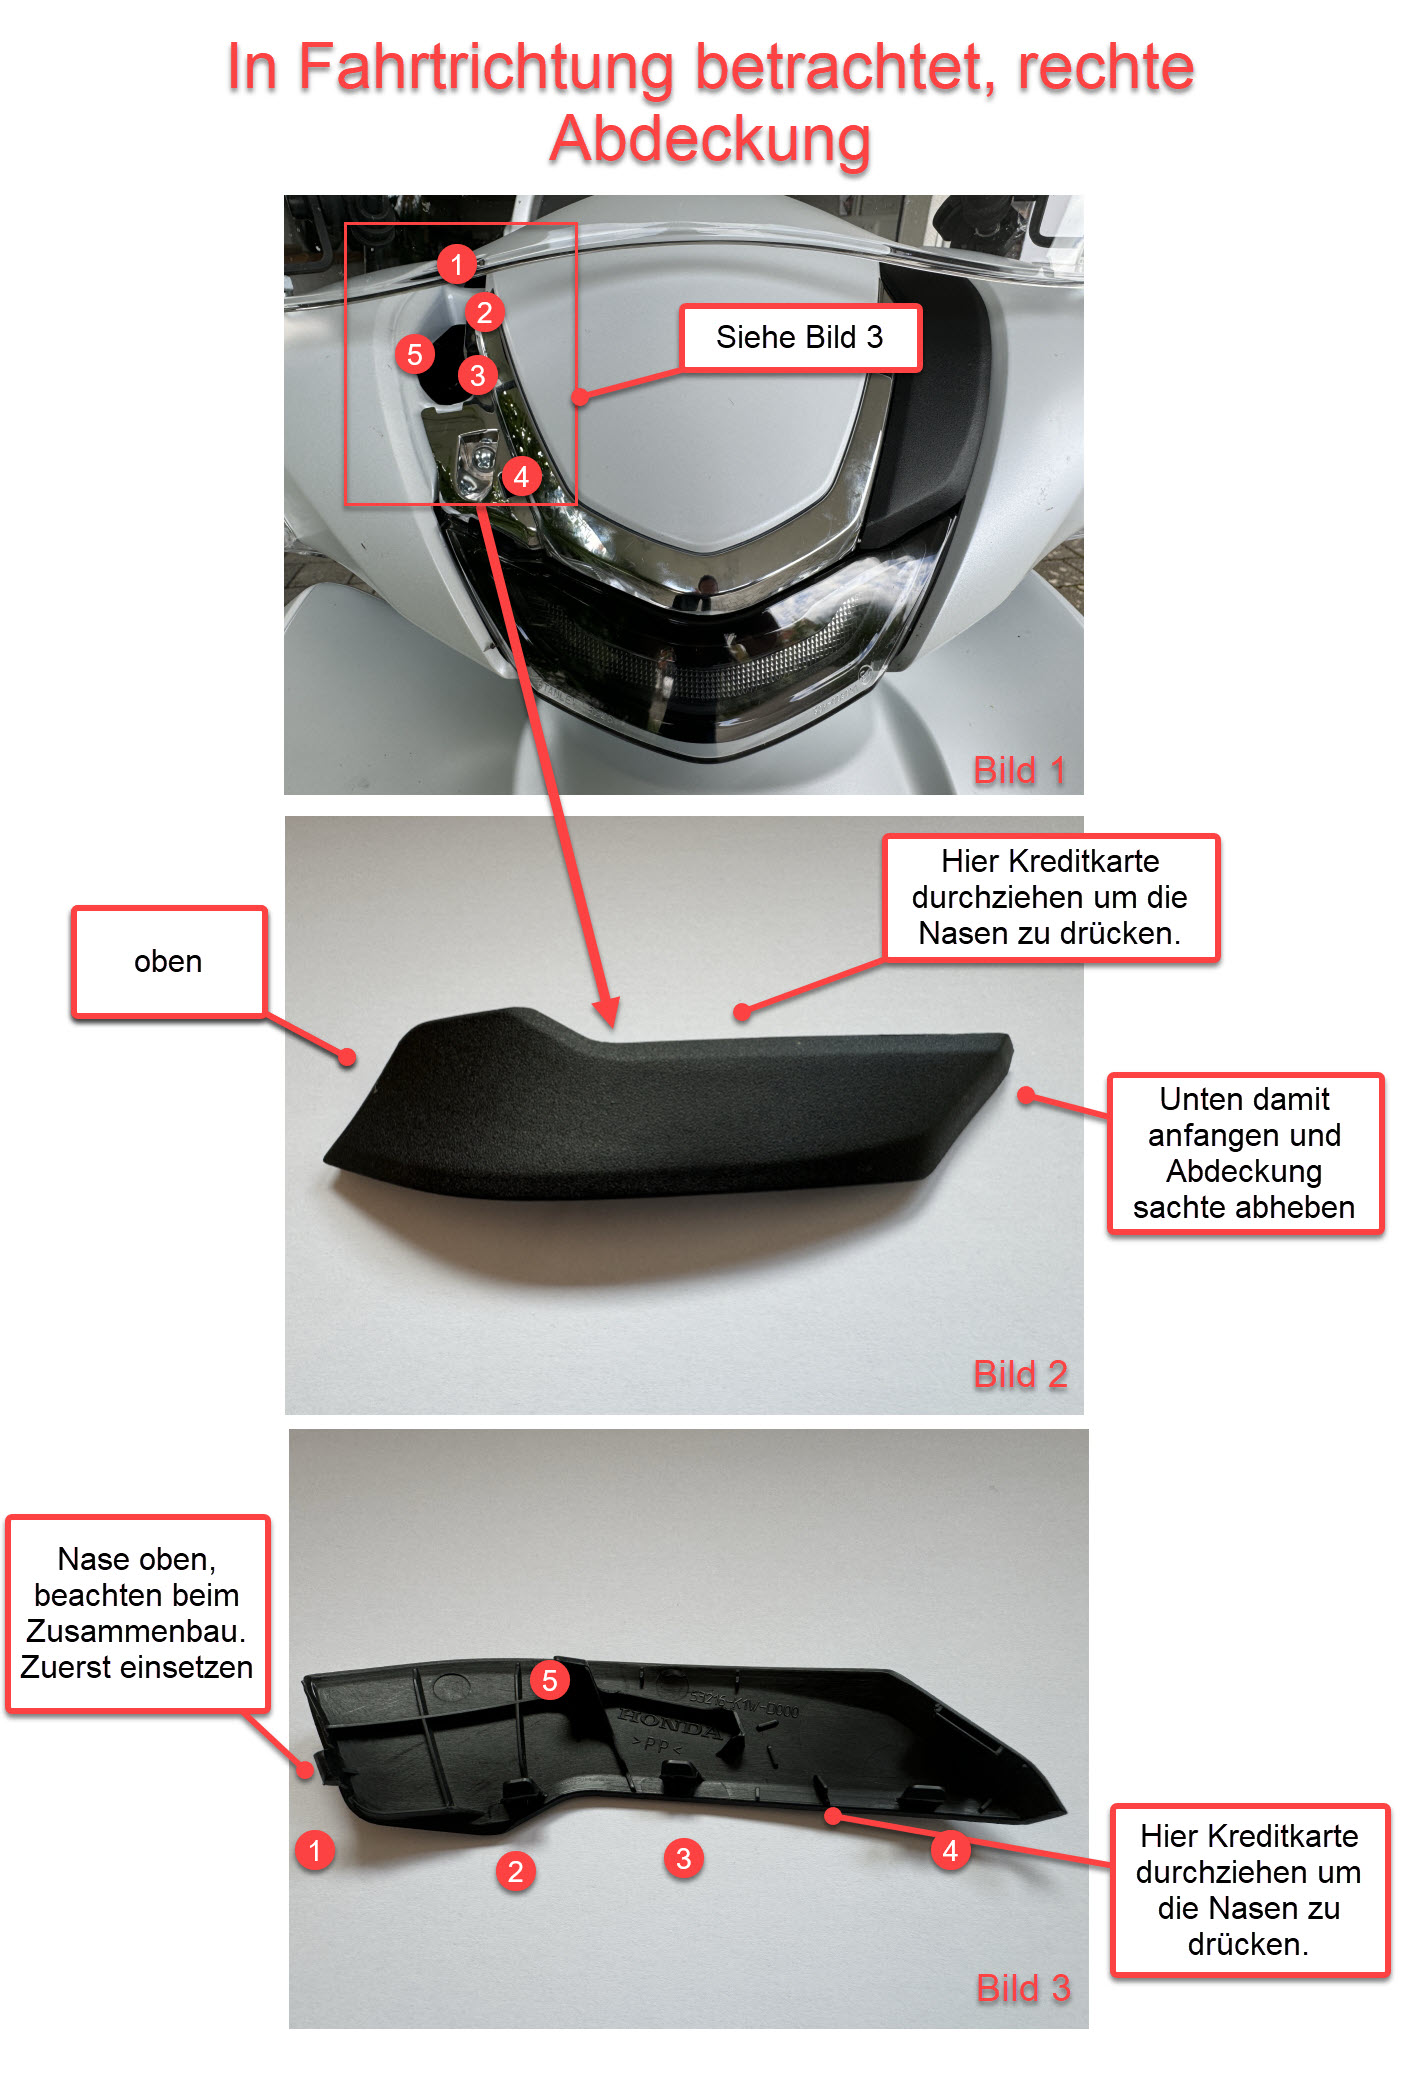 In Fahrtrichtung betrachtet, rechte
Abdeckung
1
2
Siehe Bild 3
5
3
4
Bild 1
Hier Kreditkarte
durchziehen um die
Nasen zu drücken.
oben
Unten damit
anfangen und
Abdeckung
sachte abheben
Bild 2
Nase oben,
beachten beim
Zusammenbau.
Zuerst einsetzen
5
53216-K1W-D000
HONDA
>PP<
1
2
3
4
Hier Kreditkarte
durchziehen um
die Nasen zu
drücken.
Bild 3